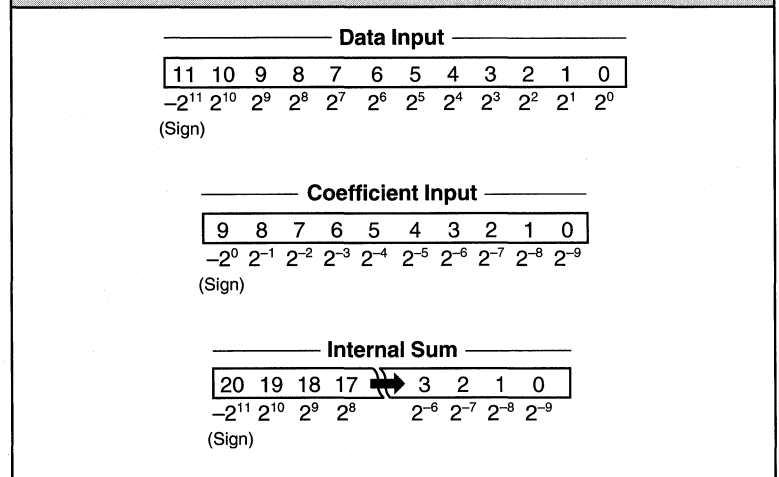 Data Input
11 10 9 8 7 6 5 4 3 2 1 0
–2¹¹ 2¹⁰ 2⁹ 2⁸ 2⁷ 2⁶ 2⁵ 2⁴ 2³ 2² 2¹ 2⁰
(Sign)
Coefficient Input
9 8 7 6 5 4 3 2 1 0
–2⁰ 2⁻¹ 2⁻² 2⁻³ 2⁻⁴ 2⁻⁵ 2⁻⁶ 2⁻⁷ 2⁻⁸ 2⁻⁹
(Sign)
Internal Sum
20 19 18 17 3 2 1 0
–2¹¹ 2¹⁰ 2⁹ 2⁸ 2⁻⁶ 2⁻⁷ 2⁻⁸ 2⁻⁹
(Sign)